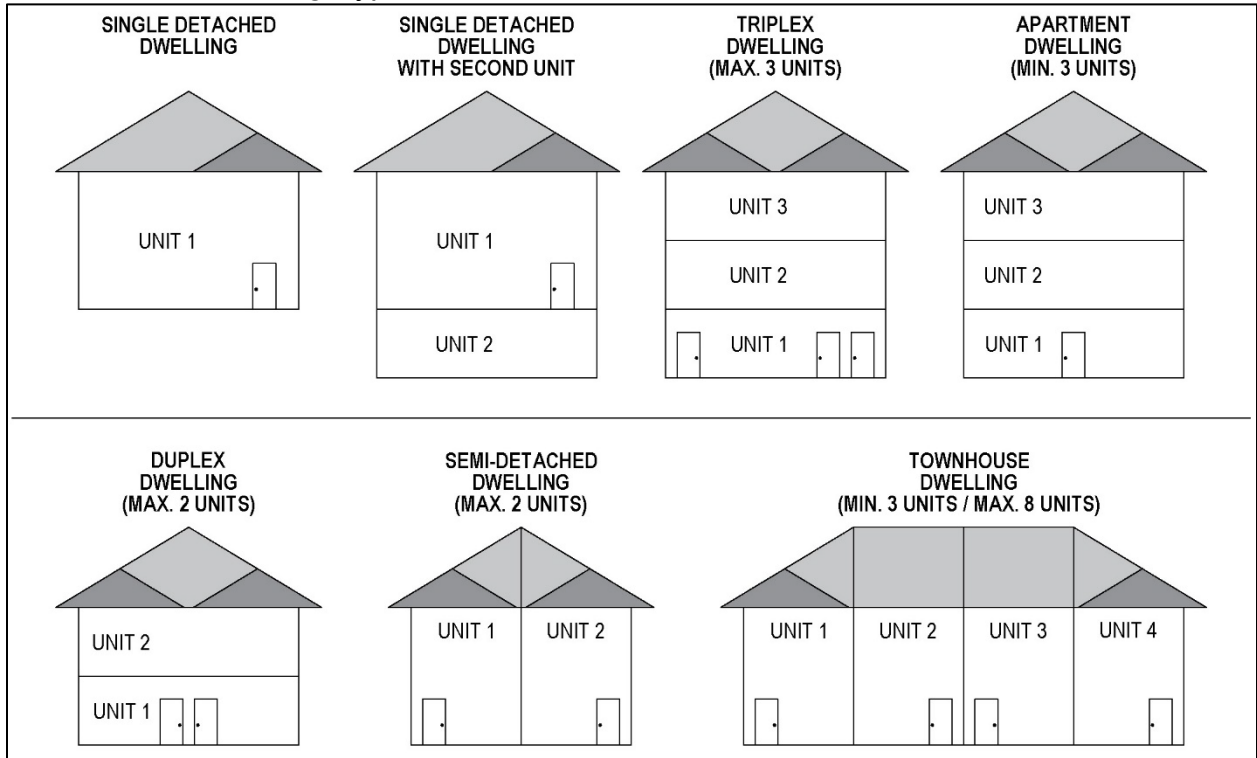 SINGLE DETACHED
DWELLING
SINGLE DETACHED
DWELLING
WITH SECOND UNIT
TRIPLEX
DWELLING
(MAX. 3 UNITS)
APARTMENT
DWELLING
(MIN. 3 UNITS)
UNIT 1
UNIT 1
UNIT 2
UNIT 3
UNIT 2
UNIT 1
UNIT 3
UNIT 2
UNIT 1
DUPLEX
DWELLING
(MAX. 2 UNITS)
SEMI-DETACHED
DWELLING
(MAX. 2 UNITS)
TOWNHOUSE
DWELLING
(MIN. 3 UNITS / MAX. 8 UNITS)
UNIT 2
UNIT 1
UNIT 1
UNIT 2
UNIT 1
UNIT 2
UNIT 3
UNIT 4